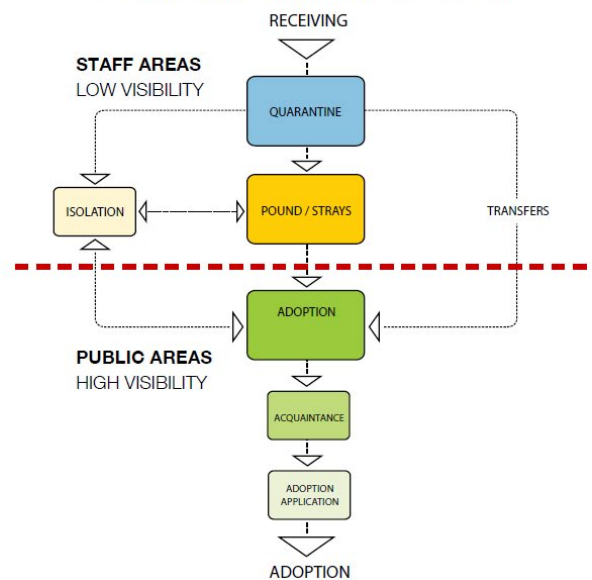 RECEIVING
STAFF AREAS
LOW VISIBILITY
QUARANTINE
ISOLATION
POUND / STRAYS
TRANSFERS
ADOPTION
PUBLIC AREAS
HIGH VISIBILITY
ACQUAINTANCE
ADOPTION
APPLICATION
ADOPTION